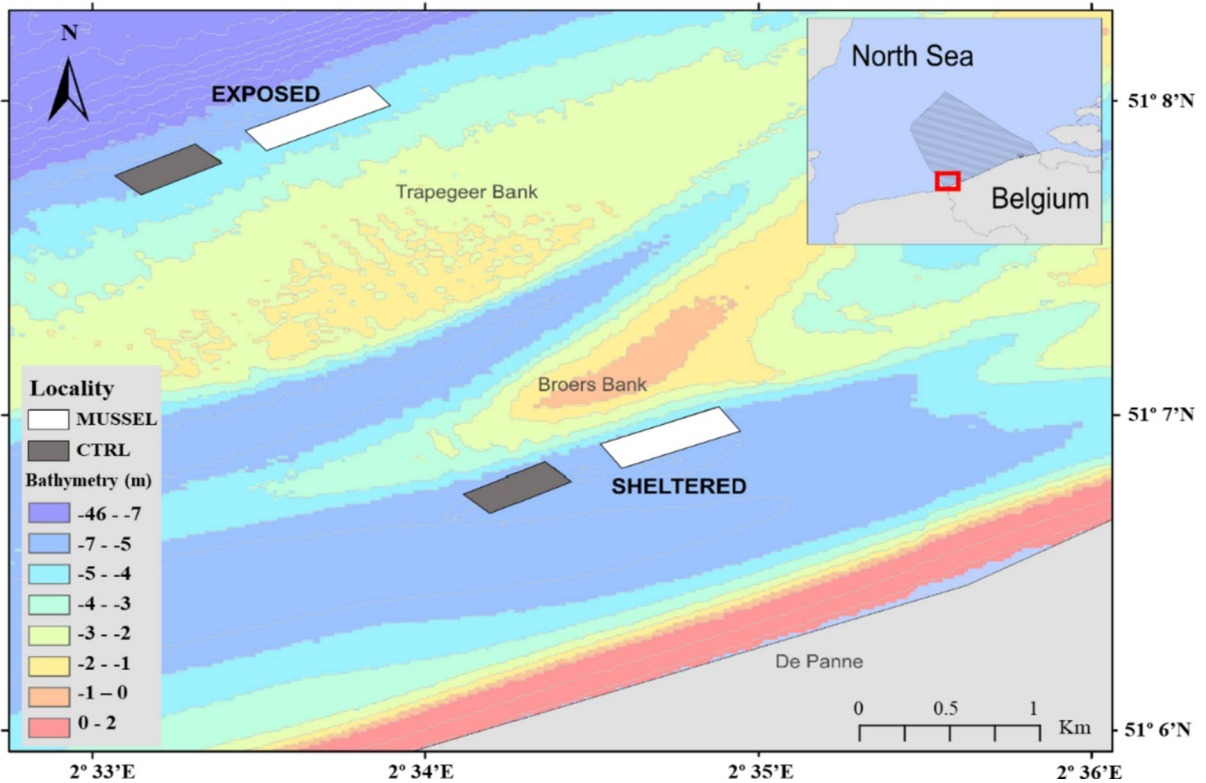 N
EXPOSED
North Sea
Belgium
51° 8'N
Trapegeer Bank
Locality
MUSSEL
CTRL
Bathymetry (m)
-46 - -7
-7 - -5
-5 - -4
-4 - -3
-3 - -2
-2 - -1
-1 – 0
0 - 2
Broers Bank
51° 7'N
SHELTERED
De Panne
0 0.5 1
Km
51° 6'N
2° 33'E 2° 34'E 2° 35'E 2° 36'E